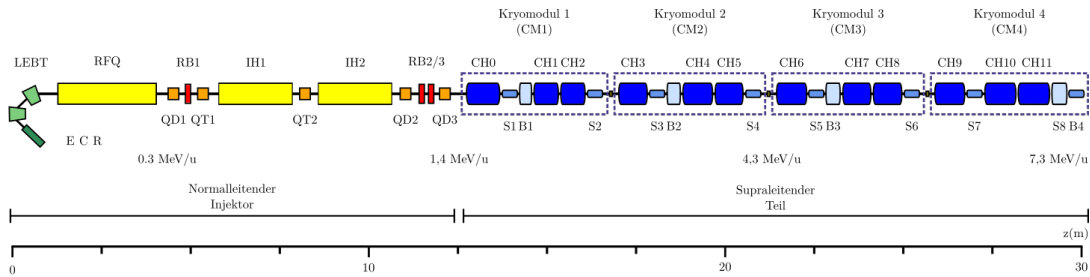 Kryomodul 1 Kryomodul 2 Kryomodul 3 Kryomodul 4
(CM1) (CM2) (CM3) (CM4)
LEBT RFQ RB1 IH1 IH2 RB2/3 CH0 CH1 CH2 CH3 CH4 CH5 CH6 CH7 CH8 CH9 CH10 CH11
QD1 QT1 QT2 QD2 QD3 S1 B1 S2 S3 B2 S4 S5 B3 S6 S7 S8 B4
E C R
0.3 MeV/u 1,4 MeV/u 4,3 MeV/u 7,3 MeV/u
Normalleitender
Injektor
Supraleitender
Teil
z(m)
0 10 20 30